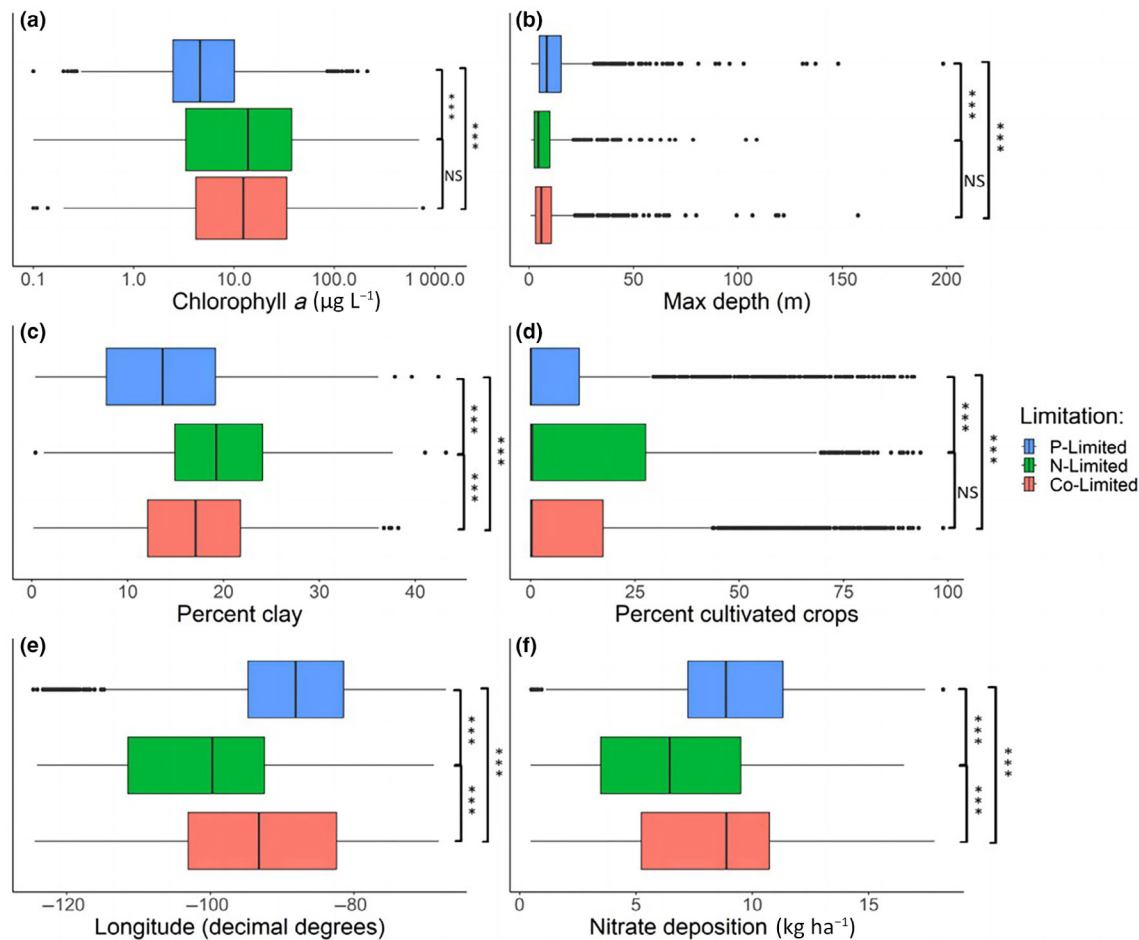 (a)
***
***
NS
0.1 1.0 10.0 100.0 1 000.0
Chlorophyll a (µg L⁻¹)
(b)
***
***
NS
0 50 100 150 200
Max depth (m)
(c)
***
***
***
0 10 20 30 40
Percent clay
(d)
***
***
NS
0 25 50 75 100
Percent cultivated crops
Limitation:
P-Limited
N-Limited
Co-Limited
(e)
***
***
***
−120 −100 −80
Longitude (decimal degrees)
(f)
***
***
***
0 5 10 15
Nitrate deposition (kg ha⁻¹)